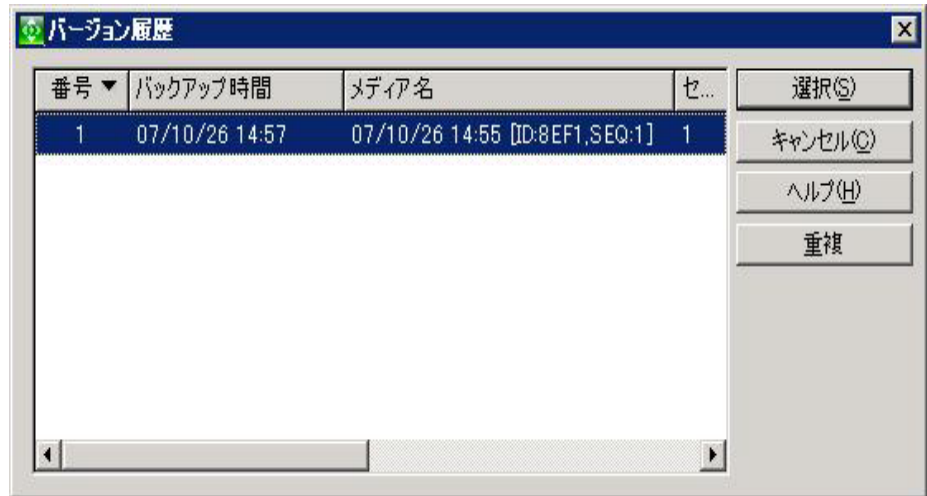 バージョン履歴
番号 バックアップ時間 メディア名 セ...
1 07/10/26 14:57 07/10/26 14:55 [ID:8EF1,SEQ:1] 1
選択(S)
キャンセル(C)
ヘルプ(H)
重複